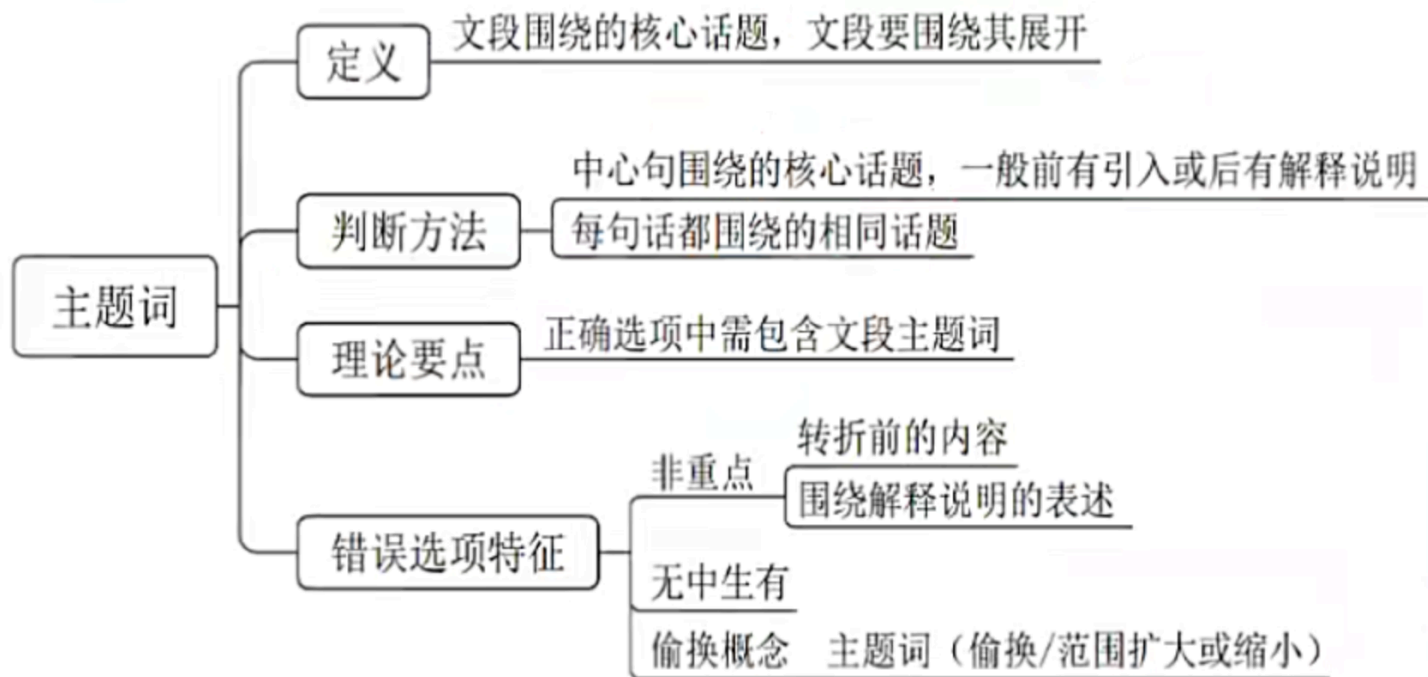 主题词
定义
文段围绕的核心话题，文段要围绕其展开
判断方法
中心句围绕的核心话题，一般前有引入或后有解释说明
每句话都围绕的相同话题
理论要点
正确选项中需包含文段主题词
错误选项特征
非重点
转折前的内容
围绕解释说明的表述
无中生有
偷换概念 主题词（偷换/范围扩大或缩小）